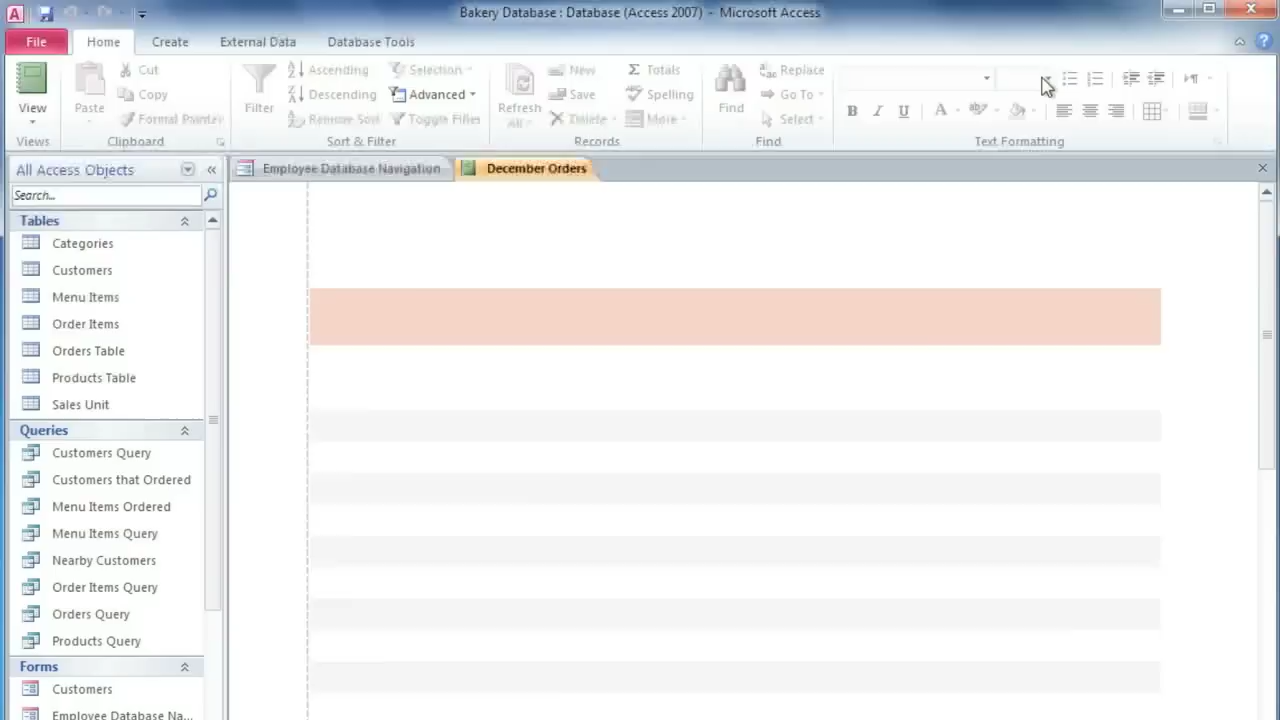 Bakery Database : Database (Access 2007) - Microsoft Access
File Home Create External Data Database Tools
Cut Ascending Selection New Totals Replace
View Paste Copy Filter Descending Advanced Refresh All Save Spelling Find Go To
Format Painter Remove Sort Toggle Filter Delete More Select
Views Clipboard Sort & Filter Records Find Text Formatting
All Access Objects Employee Database Navigation December Orders
Search...
Tables
Categories
Customers
Menu Items
Order Items
Orders Table
Products Table
Sales Unit
Queries
Customers Query
Customers that Ordered
Menu Items Ordered
Menu Items Query
Nearby Customers
Order Items Query
Orders Query
Products Query
Forms
Customers
Employee Database Na...